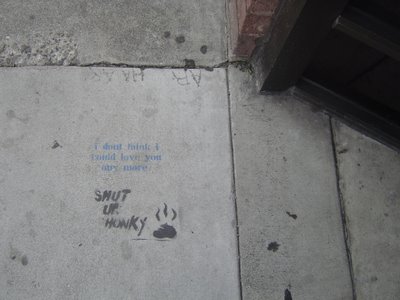 i dont think i
could love you
any more
SHUT
UP
HONKY